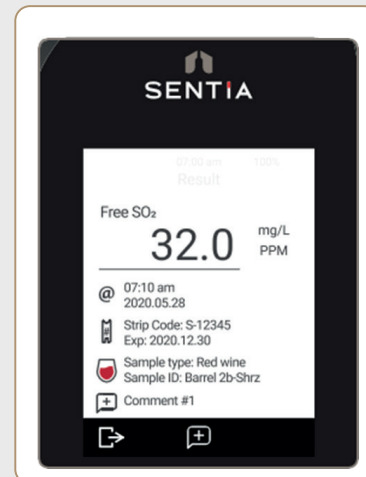 SENTIA
07:00 am 100%
Result
Free SO₂
32.0 mg/L
PPM
@ 07:10 am
2020.05.28
# Strip Code: S-12345
Exp: 2020.12.30
Sample type: Red wine
Sample ID: Barrel 2b-Shrz
Comment #1